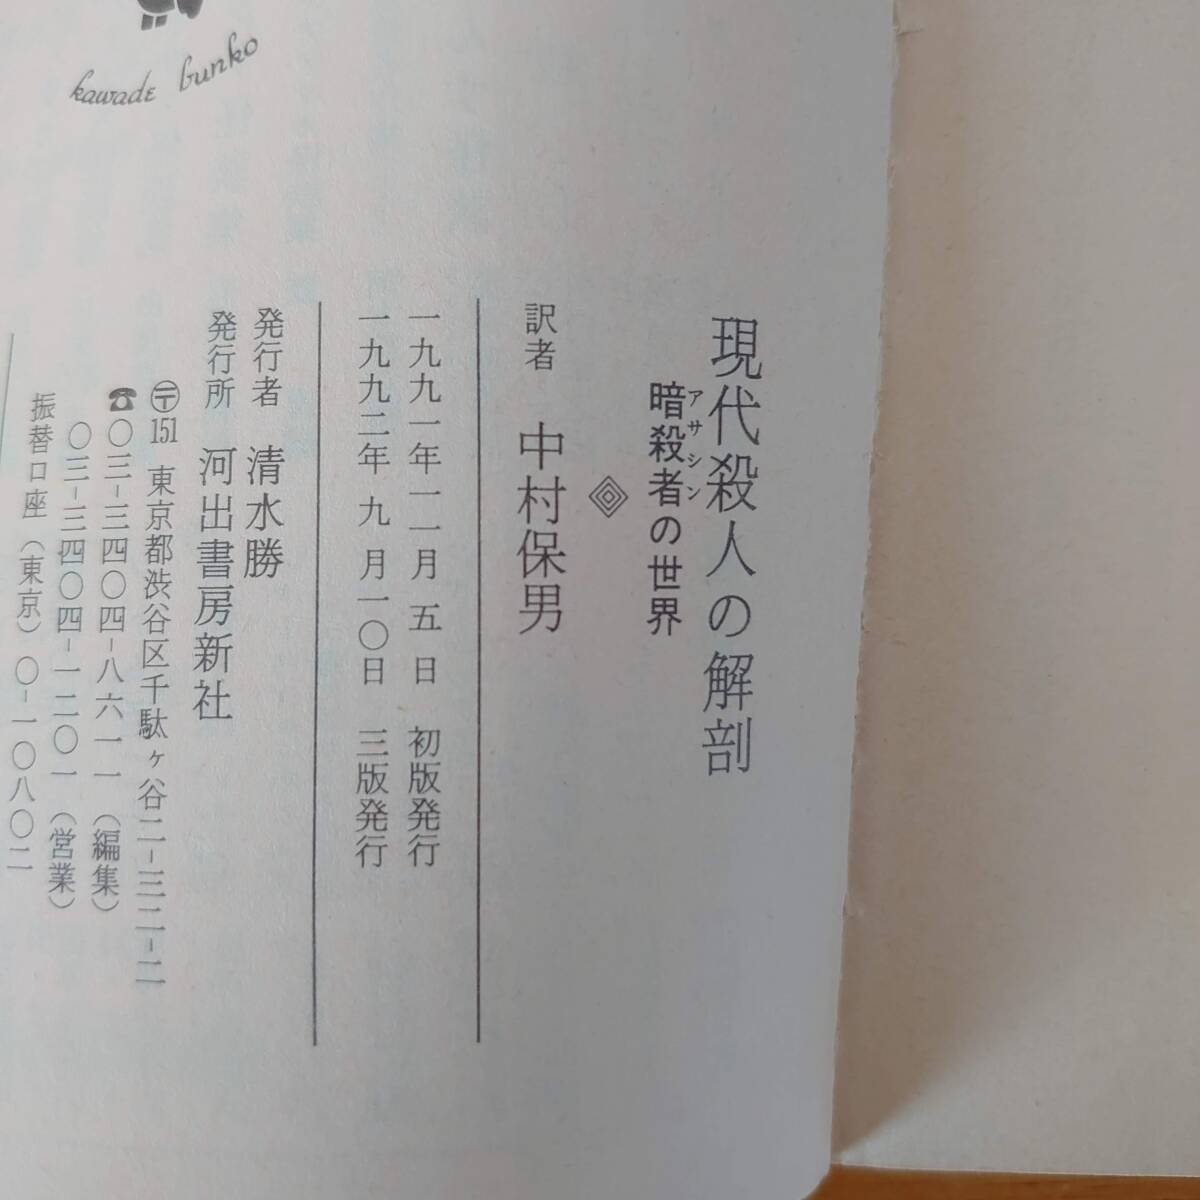 kawade bunko
現代殺人の解剖
アサシン
暗殺者の世界
訳者 中村保男
一九九一年一一月五日 初版発行
一九九二年九月一〇日 三版発行
発行者 清水勝
発行所 河出書房新社
〒151 東京都渋谷区千駄ヶ谷二-三二-二
☎〇三-三四〇四-八六一一(編集)
〇三-三四〇四-一二〇一(営業)
振替口座(東京)〇-一〇八〇二